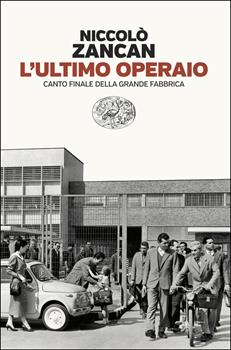 NICCOLÒ
ZANCAN
L'ULTIMO OPERAIO
CANTO FINALE DELLA GRANDE FABBRICA